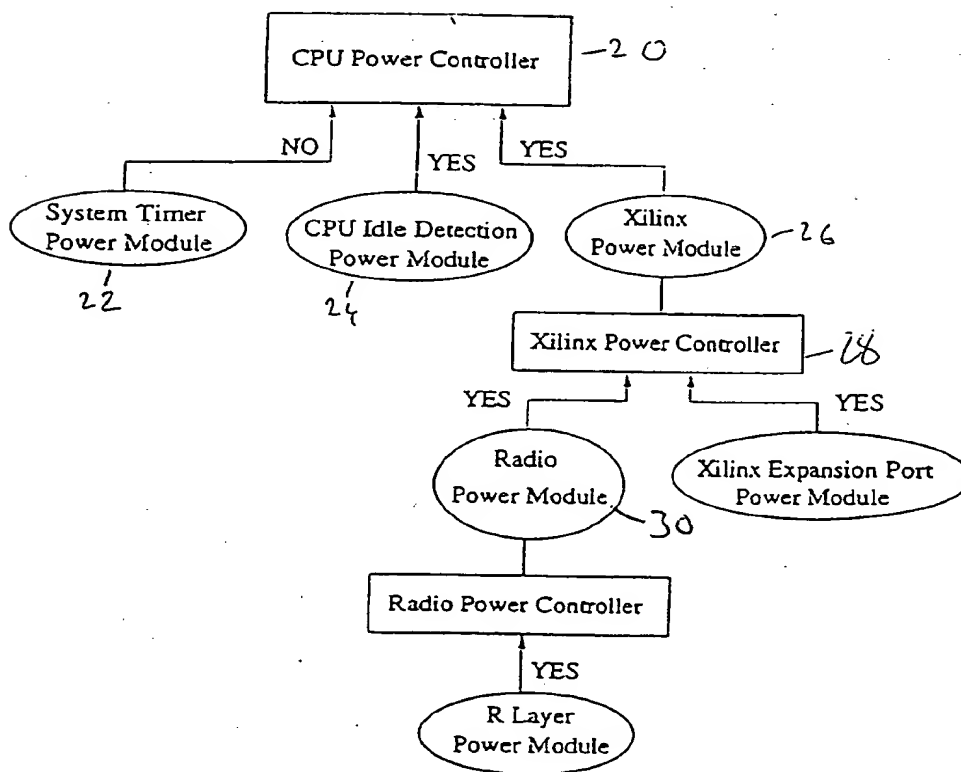 CPU Power Controller
20
NO
YES
YES
System Timer
Power Module
22
CPU Idle Detection
Power Module
24
Xilinx
Power Module
26
Xilinx Power Controller
28
YES
YES
Radio
Power Module
30
Xilinx Expansion Port
Power Module
Radio Power Controller
YES
R Layer
Power Module